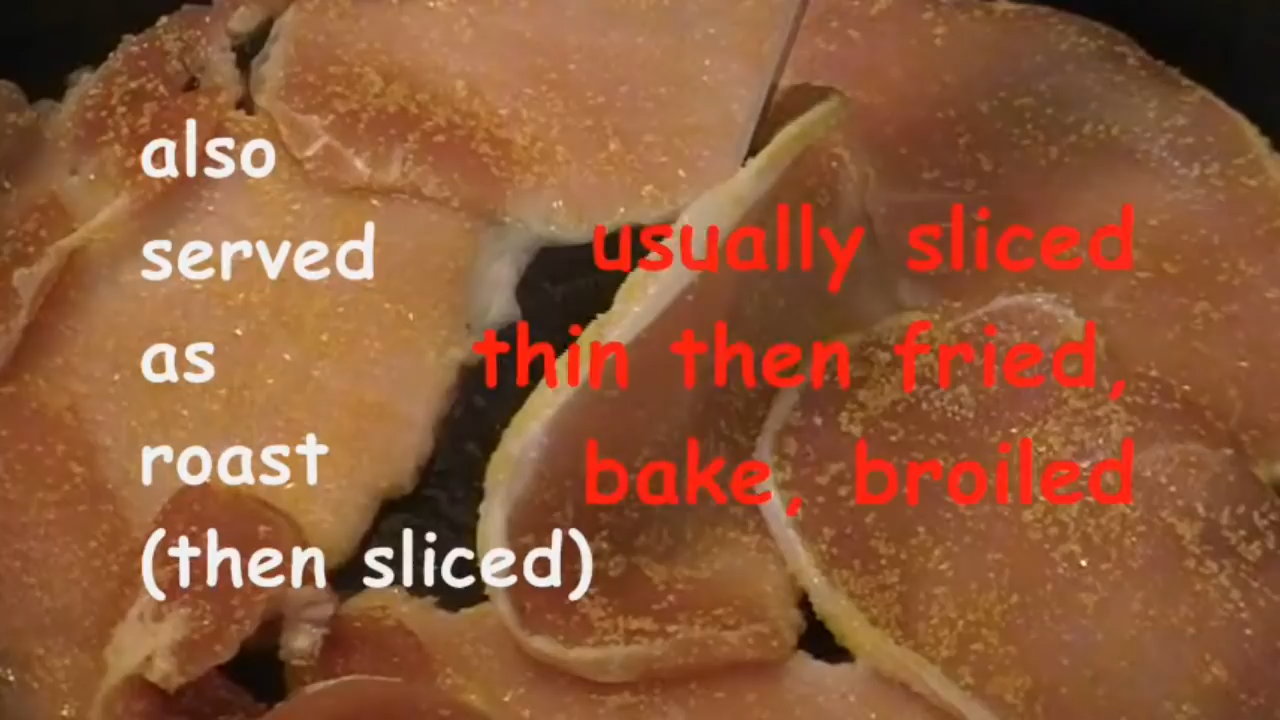 also
served
as
roast
(then sliced)
usually sliced
thin then fried,
bake, broiled